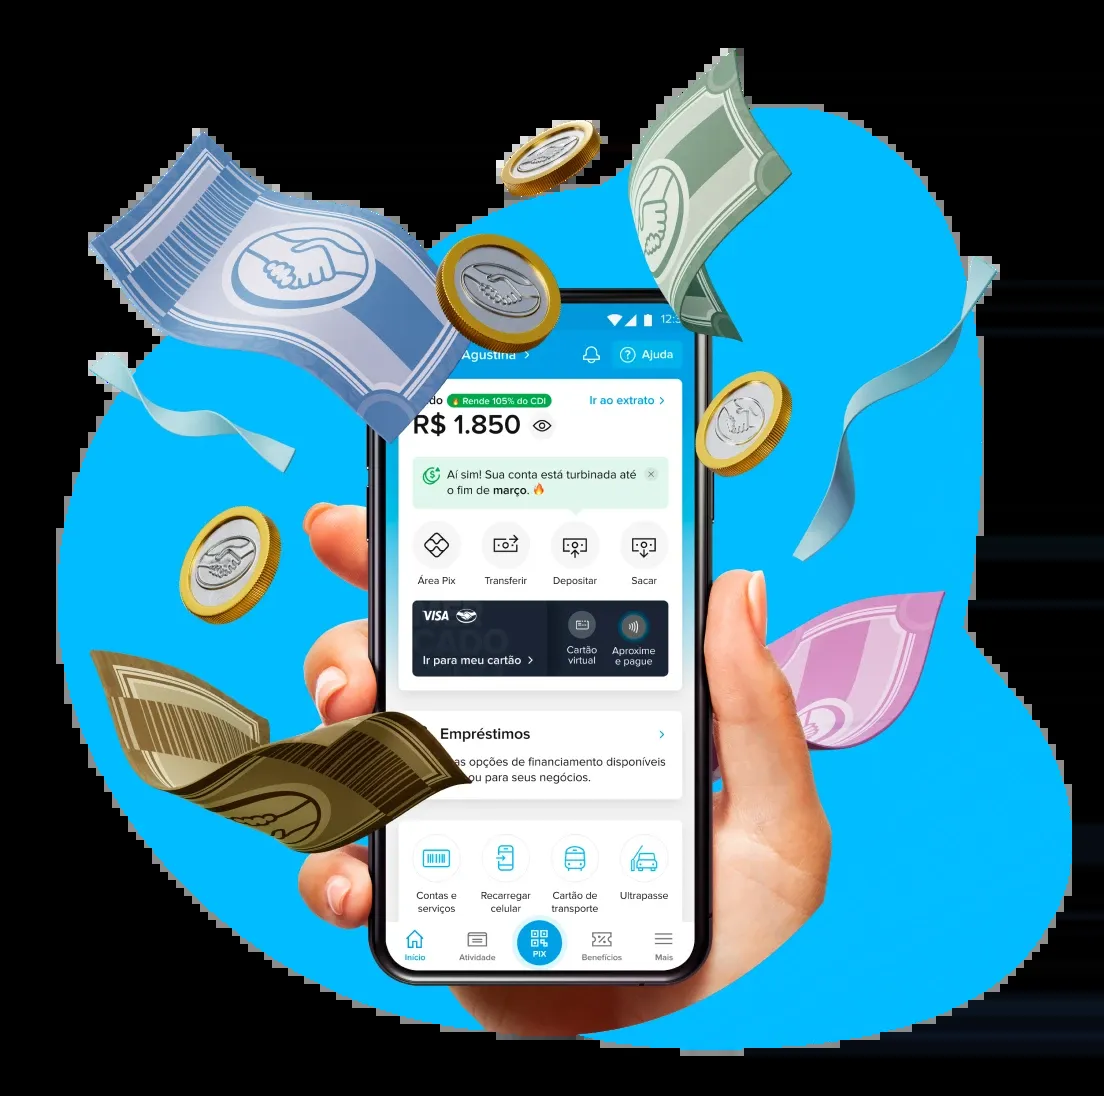 12:
Agustina >
Ajuda
do Rende 105% do CDI
Ir ao extrato >
R$ 1.850
Aí sim! Sua conta está turbinada até
o fim de março. 🔥
Área Pix
Transferir
Depositar
Sacar
VISA
Ir para meu cartão >
Cartão
virtual
Aproxime
e pague
Empréstimos
as opções de financiamento disponíveis
ou para seus negócios.
Contas e
serviços
Recarregar
celular
Cartão de
transporte
Ultrapasse
Início
Atividade
PIX
Benefícios
Mais